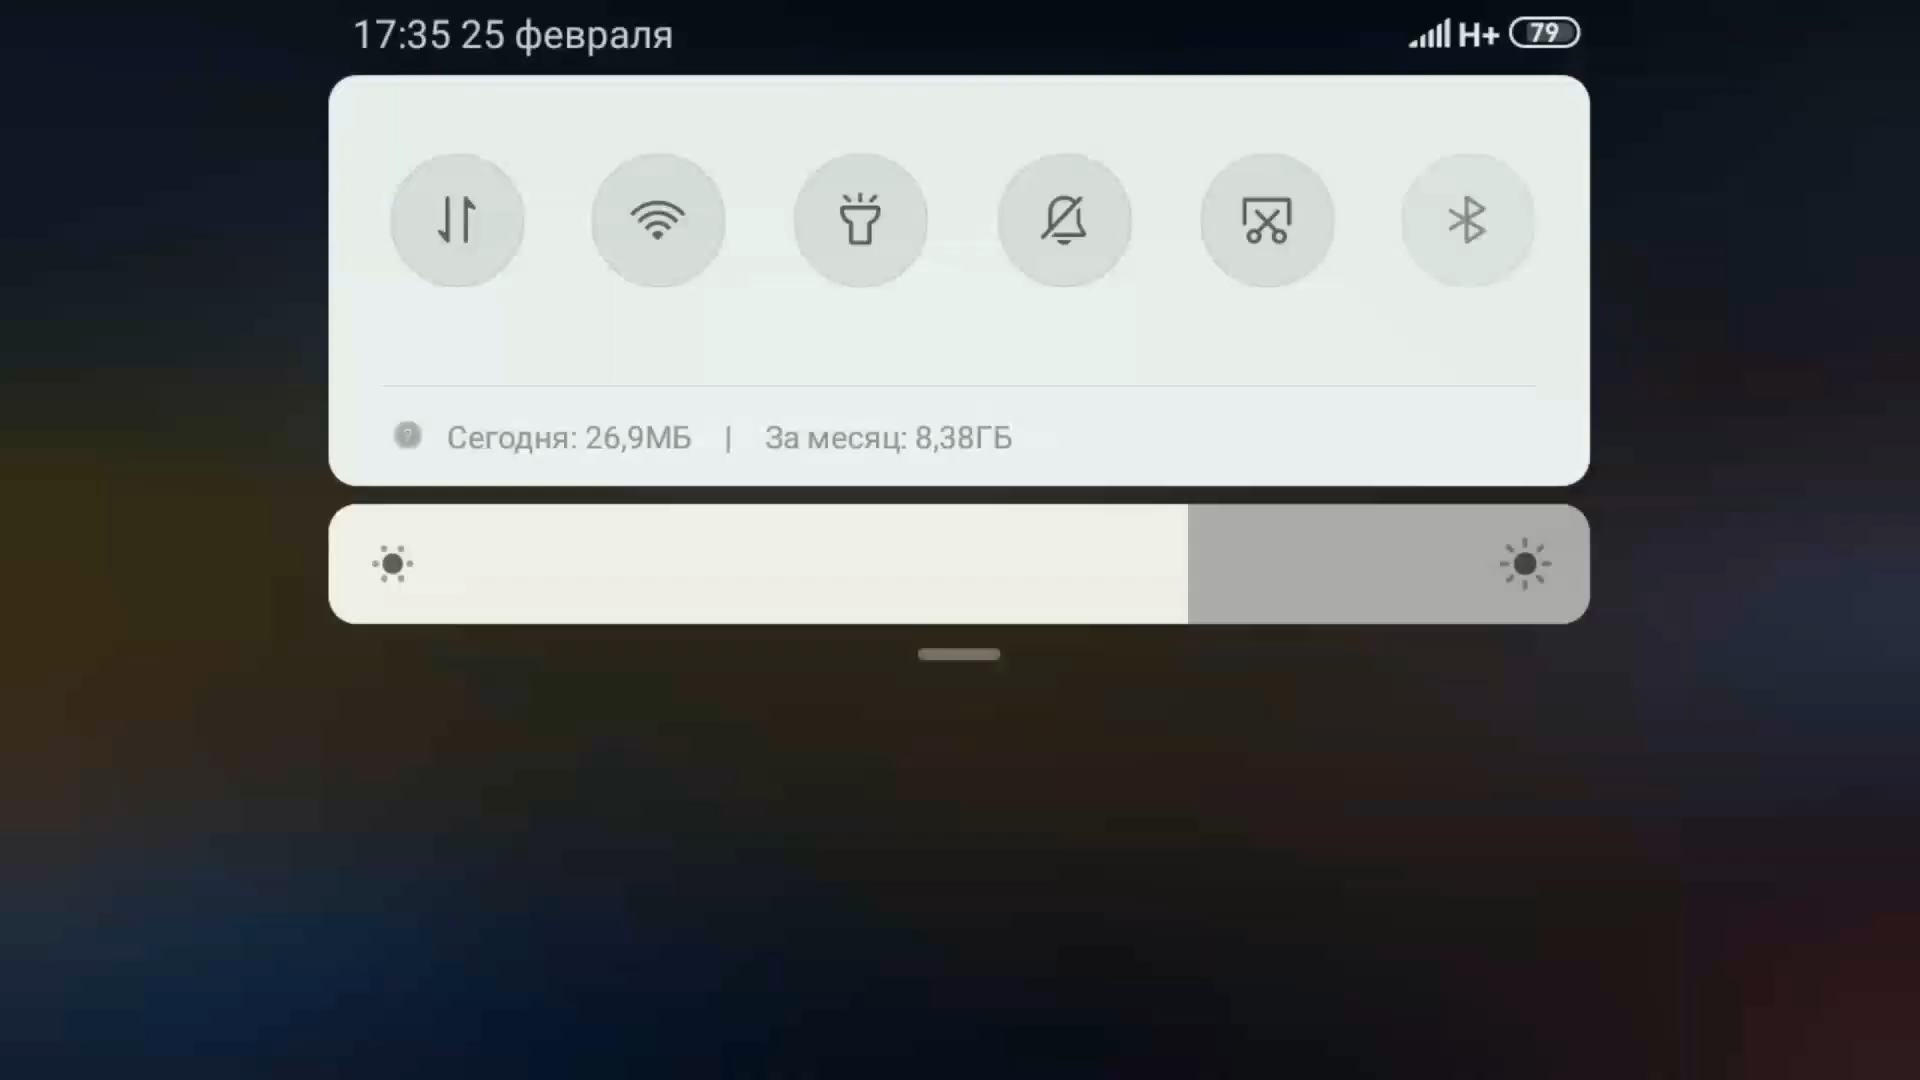 17:35 25 февраля H+ 79
Сегодня: 26,9МБ | За месяц: 8,38ГБ